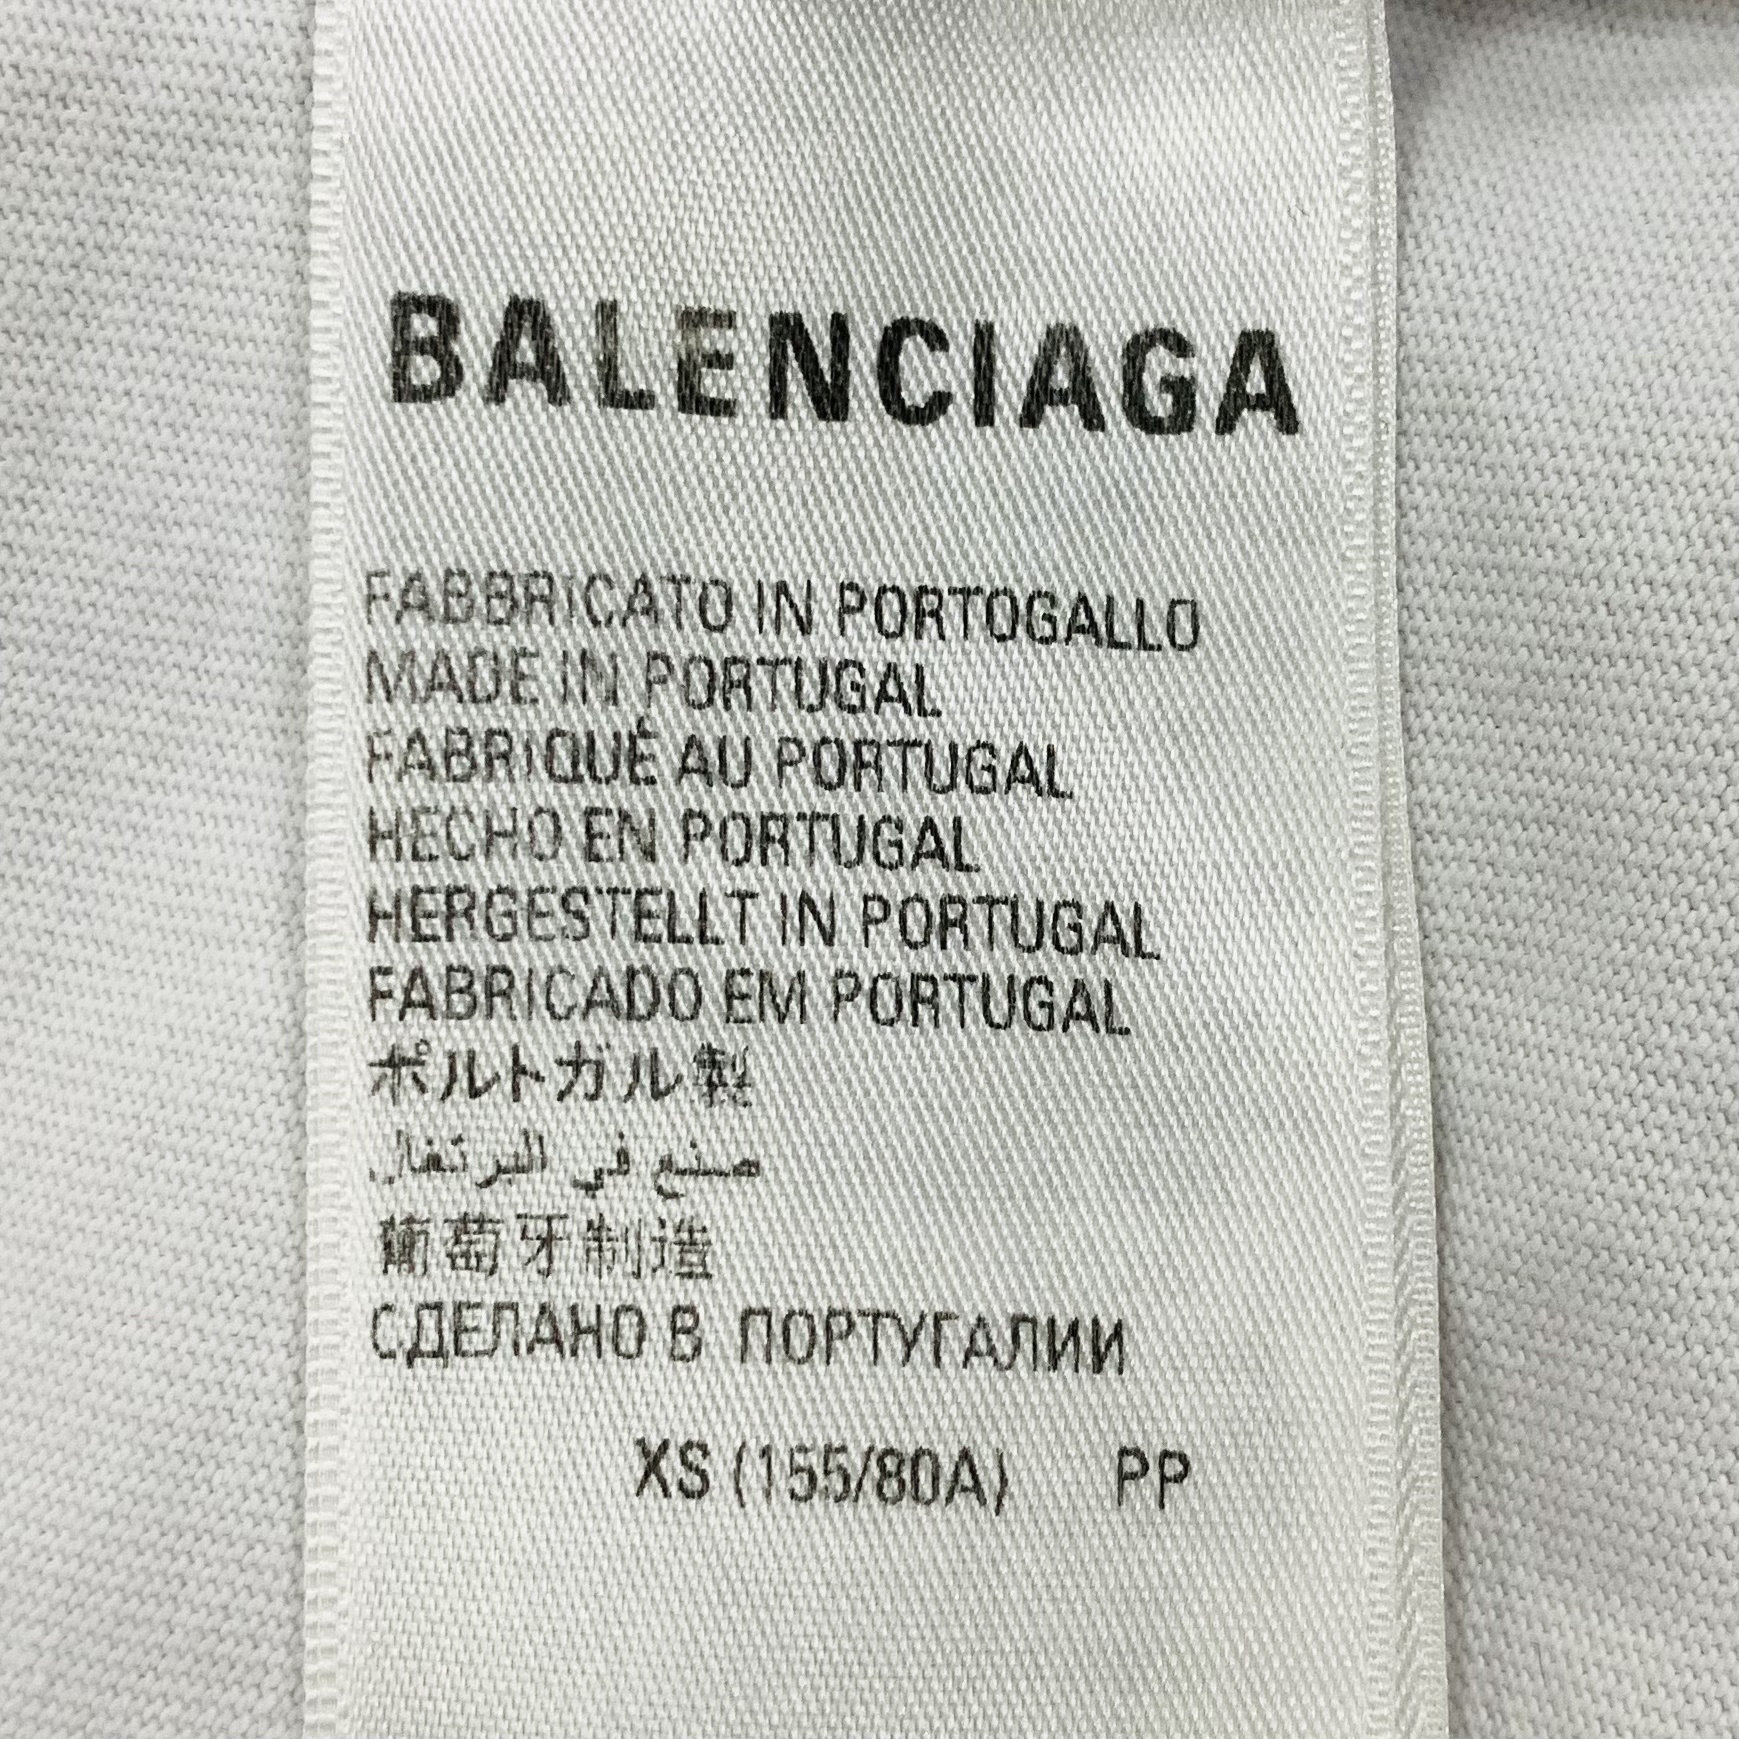 BALENCIAGA
FABBRICATO IN PORTOGALLO
MADE IN PORTUGAL
FABRIQUÉ AU PORTUGAL
HECHO EN PORTUGAL
HERGESTELLT IN PORTUGAL
FABRICADO EM PORTUGAL
ポルトガル製
صنع في البرتغال
葡萄牙制造
СДЕЛАНО В ПОРТУГАЛИИ
XS (155/80A) PP